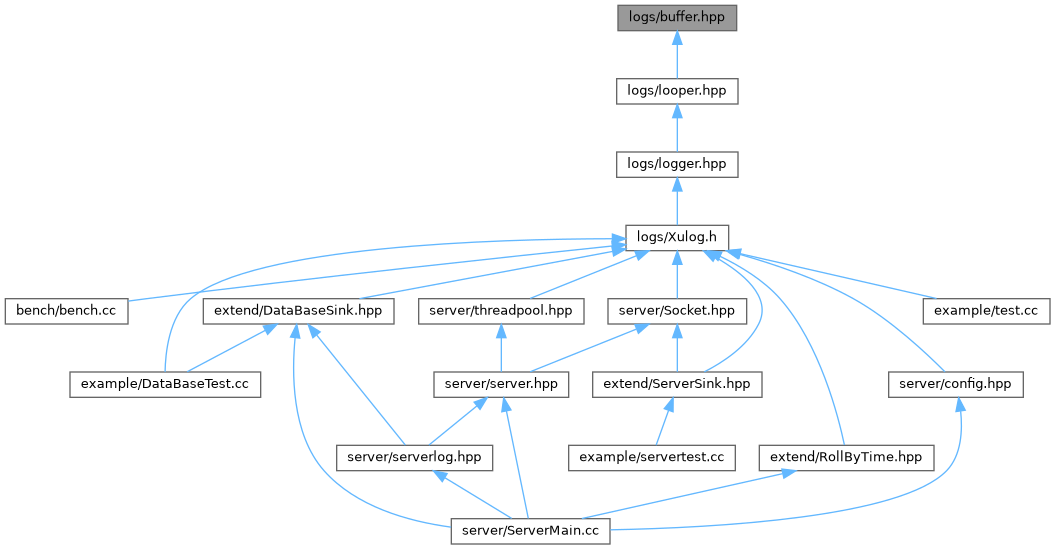 logs/buffer.hpp
logs/looper.hpp
logs/logger.hpp
logs/Xulog.h
bench/bench.cc
extend/DataBaseSink.hpp
server/threadpool.hpp
server/Socket.hpp
example/test.cc
example/DataBaseTest.cc
server/server.hpp
extend/ServerSink.hpp
server/config.hpp
server/serverlog.hpp
example/servertest.cc
extend/RollByTime.hpp
server/ServerMain.cc